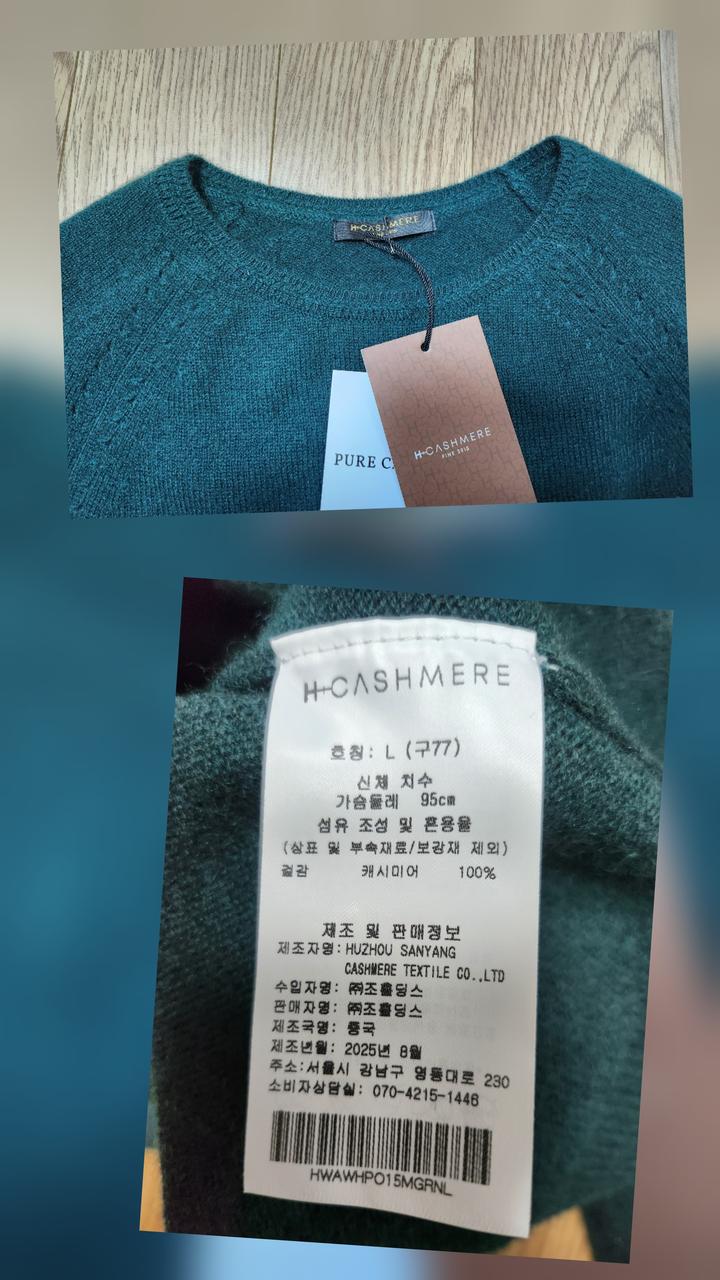 H-CASHMERE
PURE C
H-CASHMERE
FINE 2010
H-CASHMERE
호칭: L (구77)
신체 치수
가슴둘레 95cm
섬유 조성 및 혼용율
(상표 및 부속재료/보강재 제외)
겉감 캐시미어 100%
제조 및 판매정보
제조자명: HUZHOU SANYANG
CASHMERE TEXTILE CO.,LTD
수입자명: ㈜조흘딩스
판매자명: ㈜조흘딩스
제조국명: 중국
제조년월: 2025년 8월
주소:서울시 강남구 영동대로 230
소비자상담실: 070-4215-1446
HWAWHPO15MGRNL